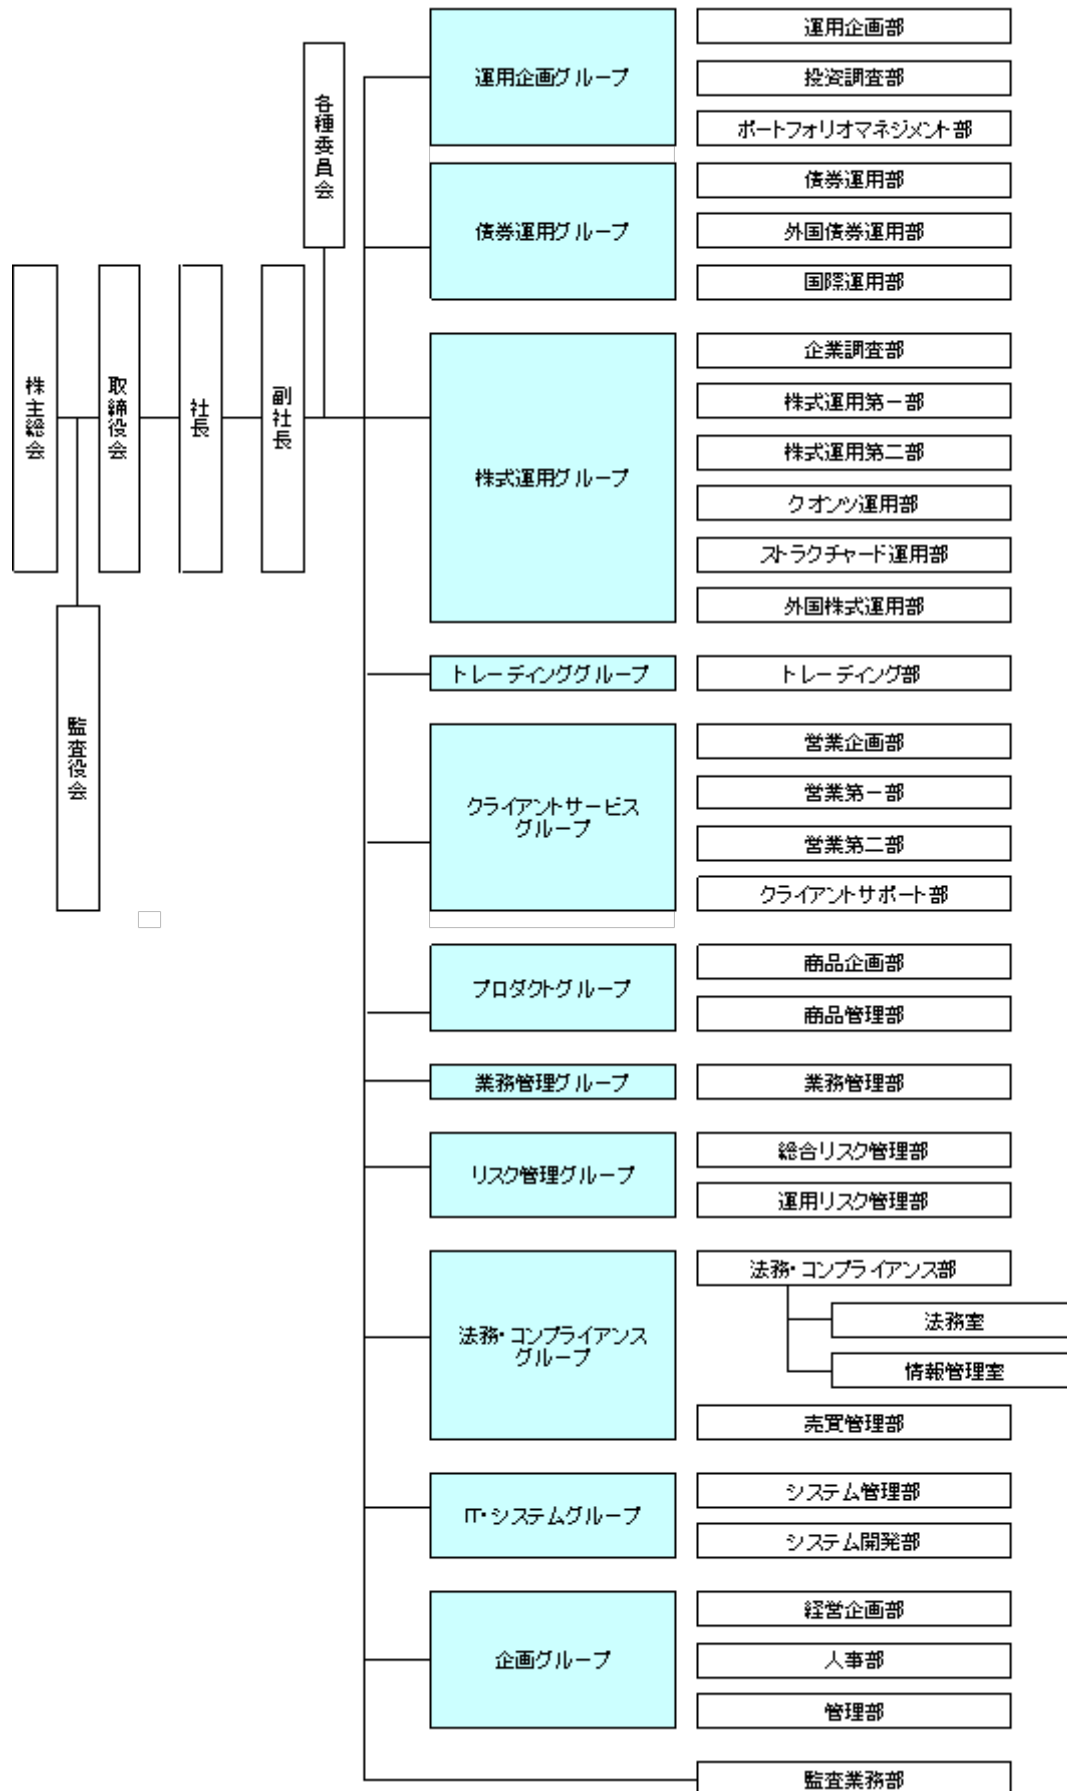 株主総会
監査役会
取締役会
社長
副社長
各種委員会
運用企画グループ
運用企画部
投資調査部
ポートフォリオマネジメント部
債券運用グループ
債券運用部
外国債券運用部
国際運用部
株式運用グループ
企業調査部
株式運用第一部
株式運用第二部
クオンツ運用部
ストラクチャード運用部
外国株式運用部
トレーディンググループ
トレーディング部
クライアントサービス
グループ
営業企画部
営業第一部
営業第二部
クライアントサポート部
プロダクトグループ
商品企画部
商品管理部
業務管理グループ
業務管理部
リスク管理グループ
総合リスク管理部
運用リスク管理部
法務・コンプライアンス
グループ
法務・コンプライアンス部
法務室
情報管理室
売買管理部
IT・システムグループ
システム管理部
システム開発部
企画グループ
経営企画部
人事部
管理部
監査業務部